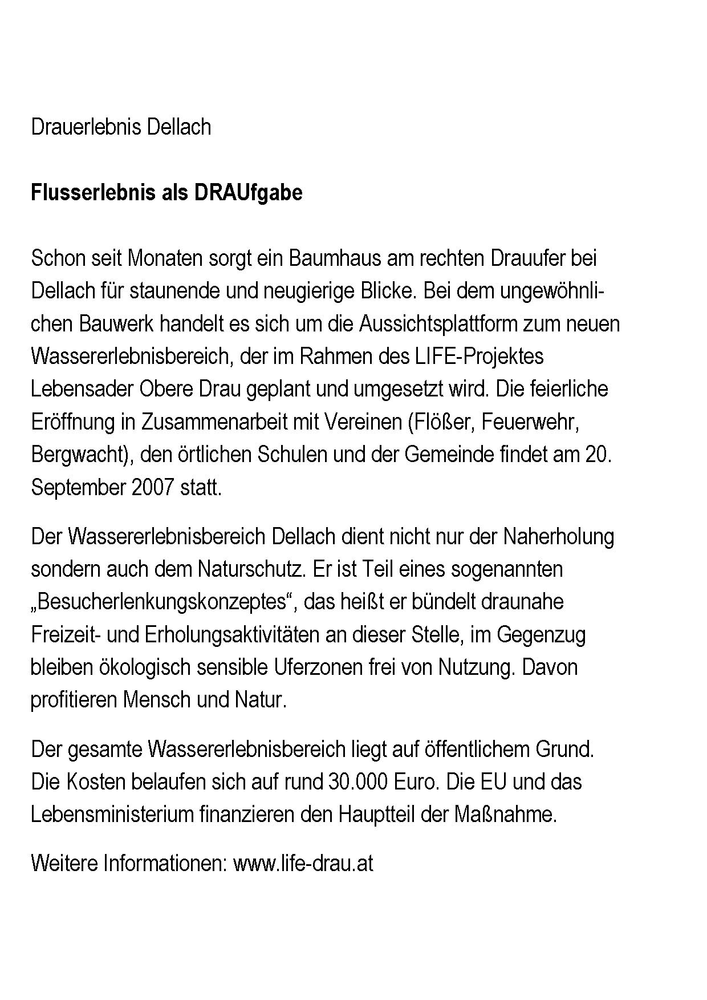 Drauerlebnis Dellach
Flusserlebnis als DRAUfgabe
Schon seit Monaten sorgt ein Baumhaus am rechten Drauufer bei
Dellach für staunende und neugierige Blicke. Bei dem ungewöhnli-
chen Bauwerk handelt es sich um die Aussichtsplattform zum neuen
Wassererlebnisbereich, der im Rahmen des LIFE-Projektes
Lebensader Obere Drau geplant und umgesetzt wird. Die feierliche
Eröffnung in Zusammenarbeit mit Vereinen (Flößer, Feuerwehr,
Bergwacht), den örtlichen Schulen und der Gemeinde findet am 20.
September 2007 statt.
Der Wassererlebnisbereich Dellach dient nicht nur der Naherholung
sondern auch dem Naturschutz. Er ist Teil eines sogenannten
„Besucherlenkungskonzeptes“, das heißt er bündelt draunahe
Freizeit- und Erholungsaktivitäten an dieser Stelle, im Gegenzug
bleiben ökologisch sensible Uferzonen frei von Nutzung. Davon
profitieren Mensch und Natur.
Der gesamte Wassererlebnisbereich liegt auf öffentlichem Grund.
Die Kosten belaufen sich auf rund 30.000 Euro. Die EU und das
Lebensministerium finanzieren den Hauptteil der Maßnahme.
Weitere Informationen: www.life-drau.at